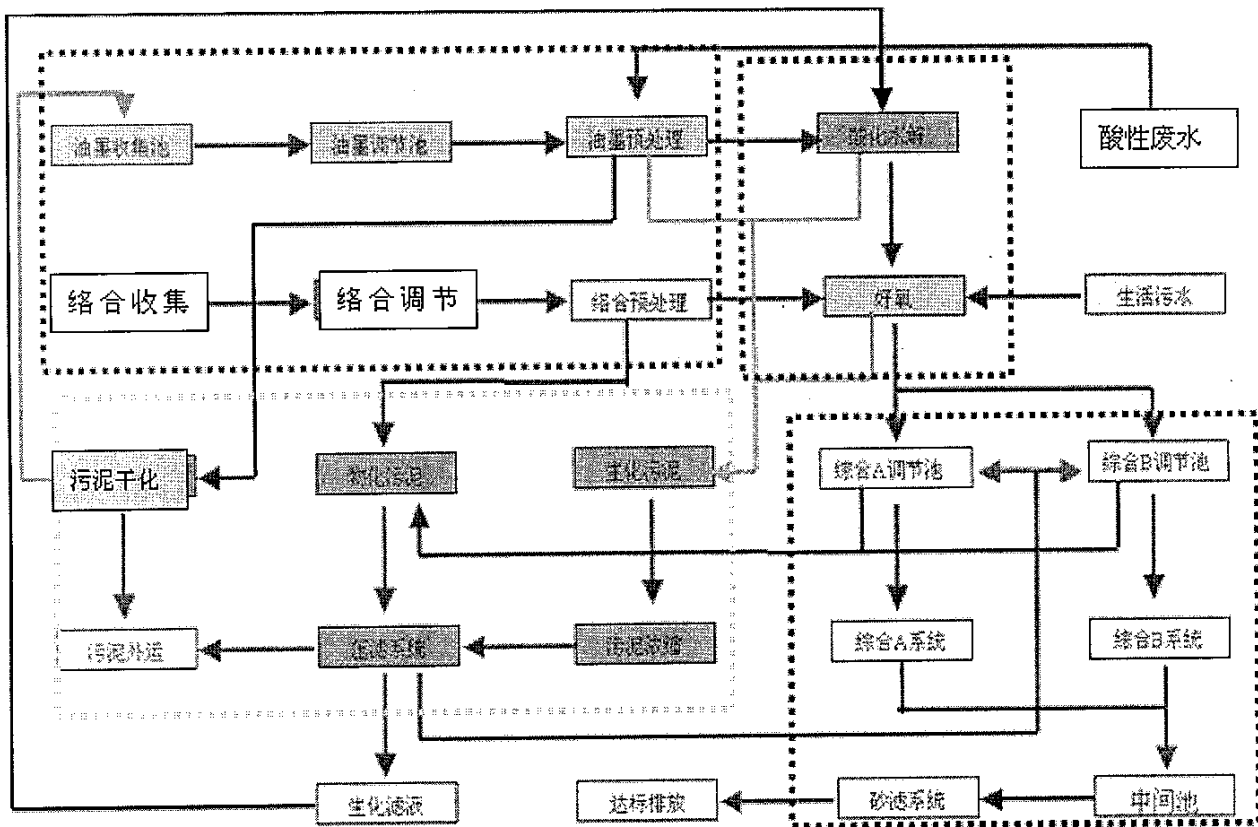 油墨收集池
油墨调节池
油墨预处理
酸化水解
酸性废水
络合收集
络合调节
络合预处理
好氧
生活污水
污泥干化
物化污泥
生化污泥
综合A调节池
综合B调节池
污泥外运
压滤系统
污泥浓缩
综合A系统
综合B系统
生化滤液
达标排放
砂滤系统
中间池